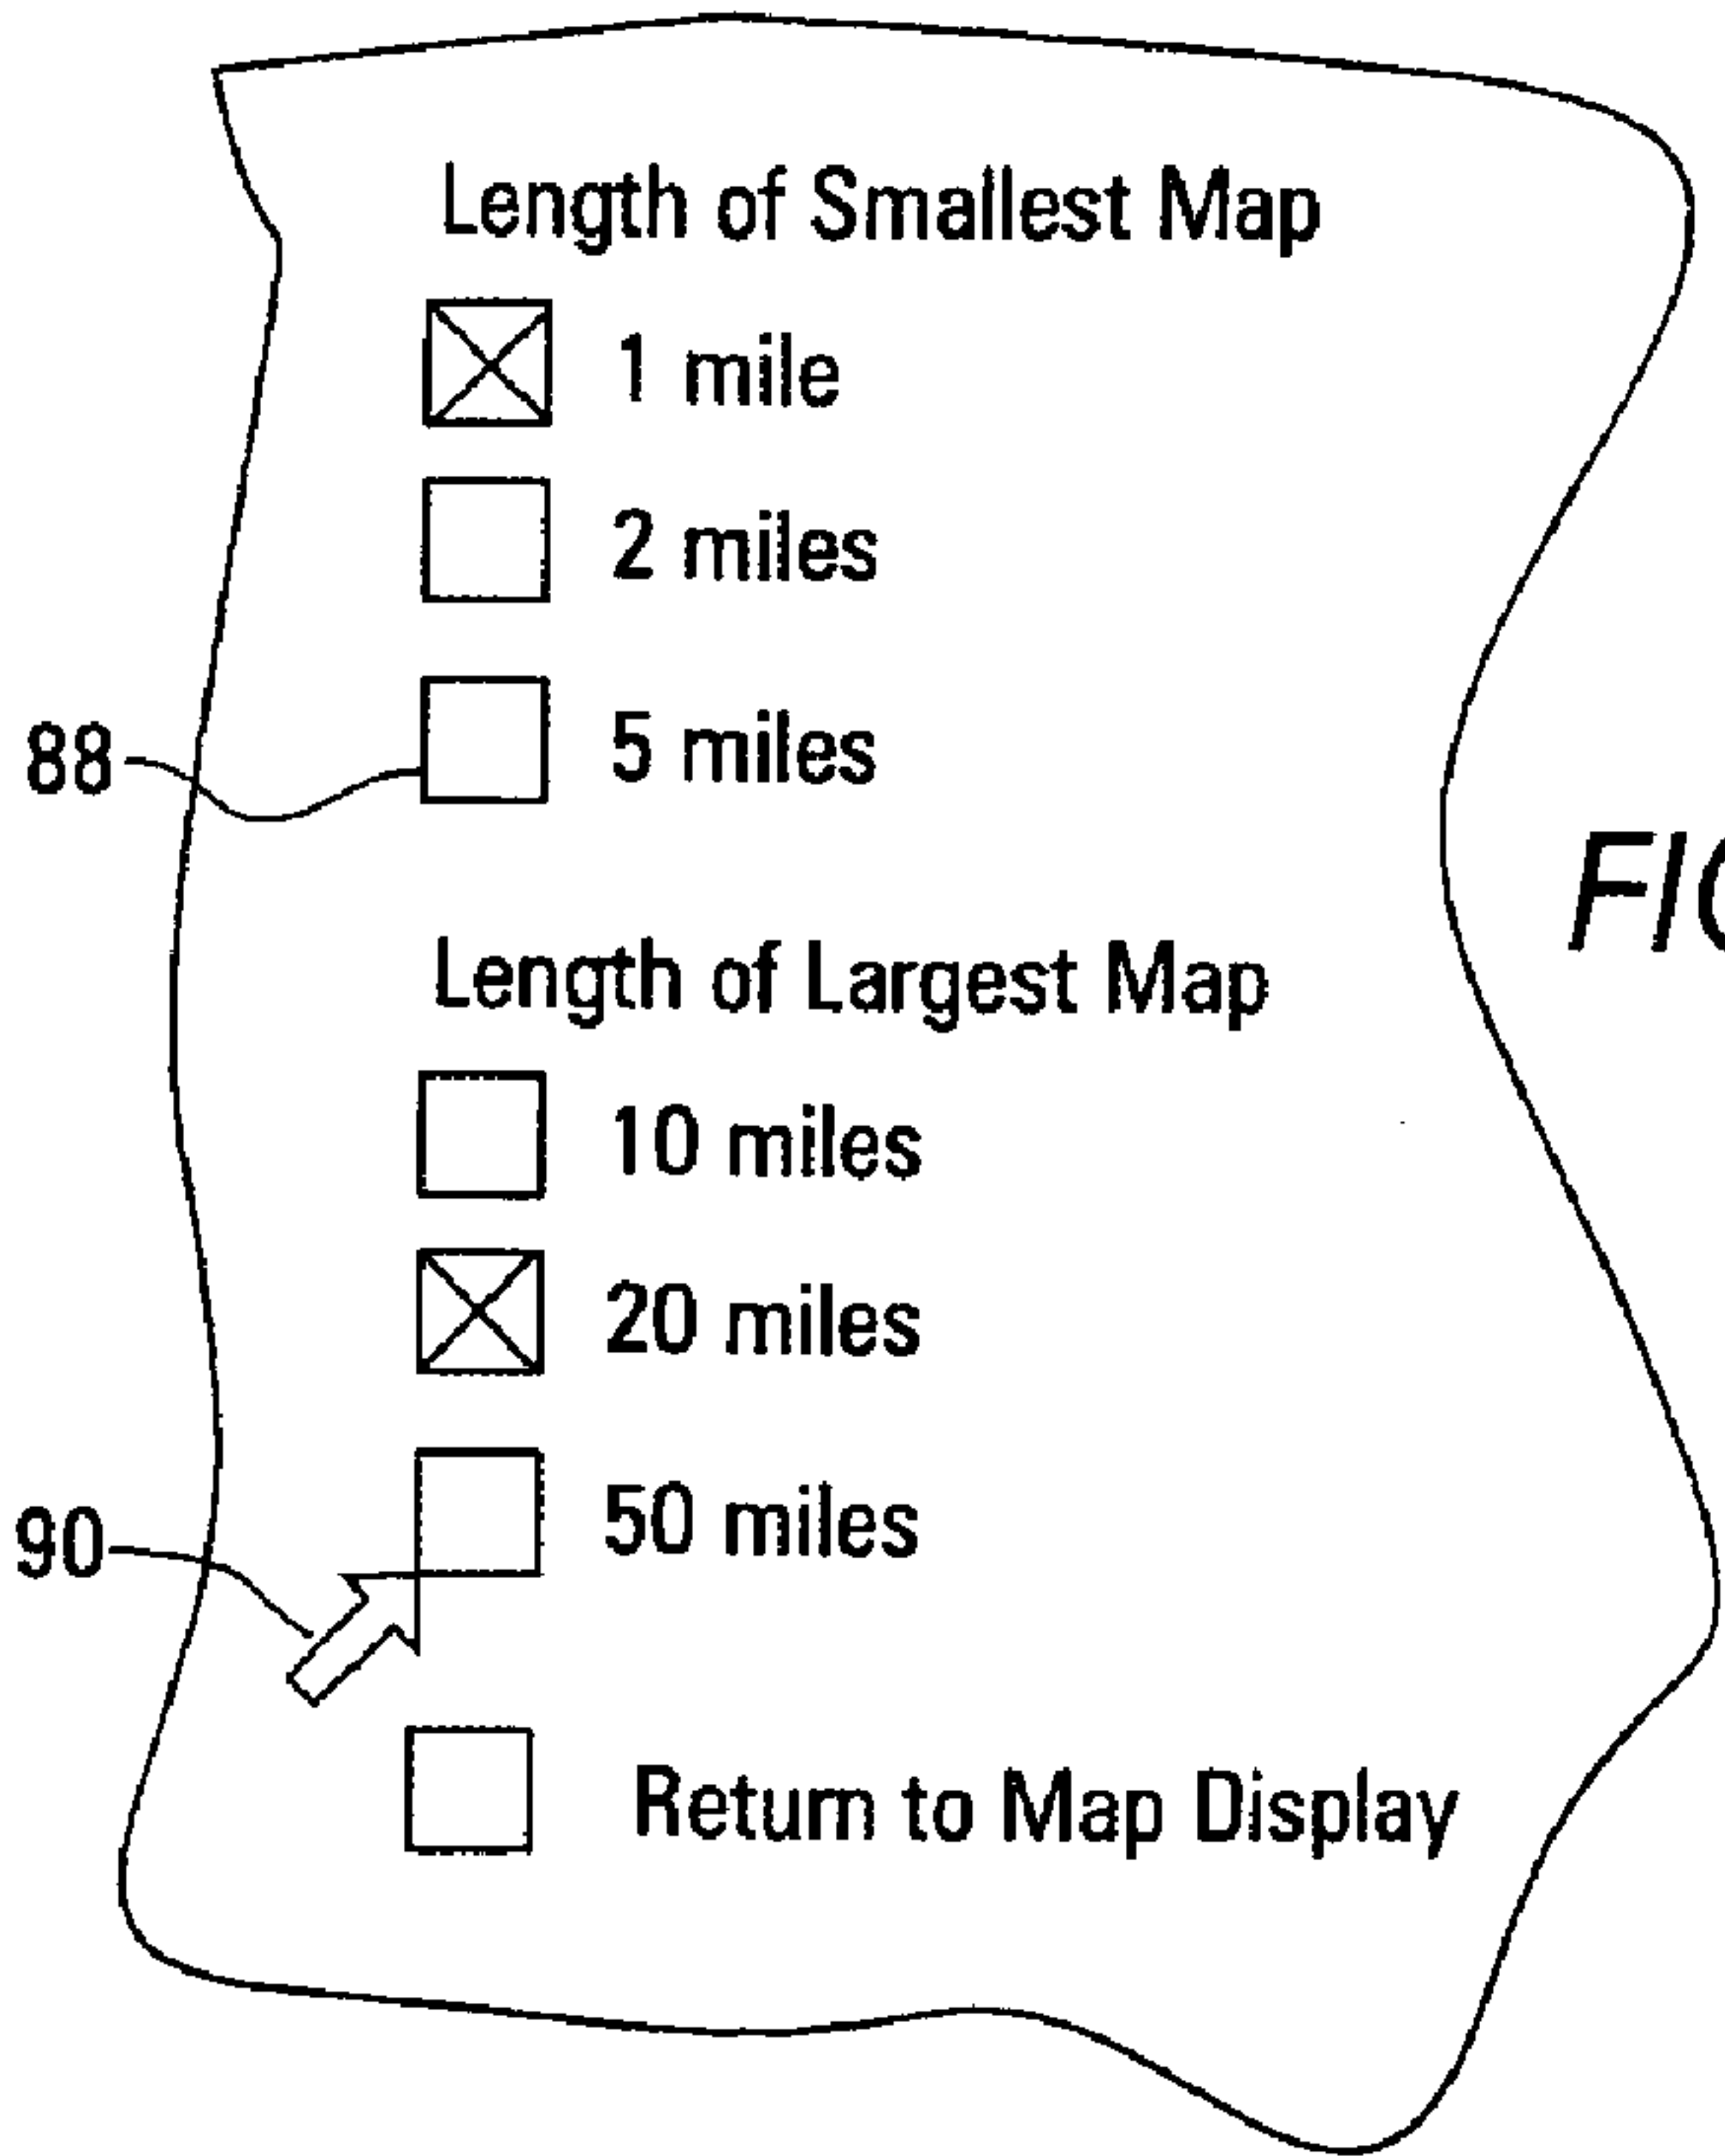 Length of Smallest Map
1 mile
2 miles
88
5 miles
Length of Largest Map
10 miles
20 miles
50 miles
90
Return to Map Display